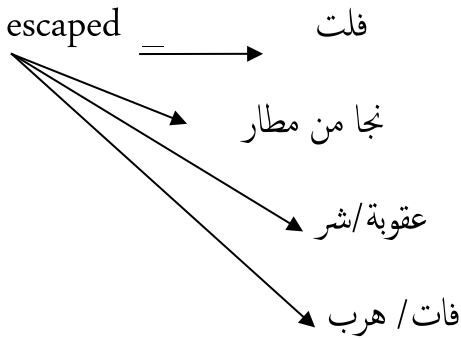 escaped _ فلت
نجا من مطار
عقوبة/شر
فات/ هرب